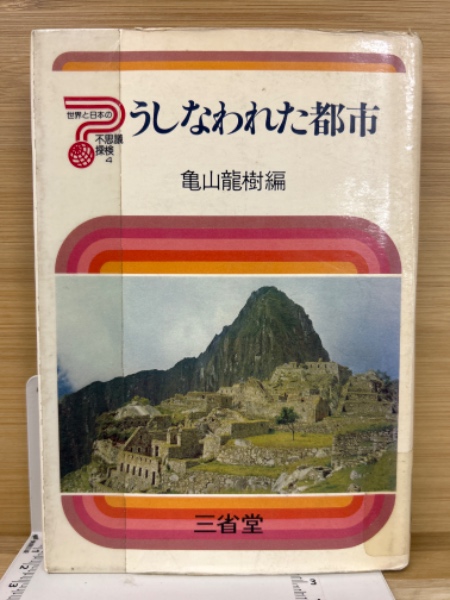 世界と日本の
不思議
探検
4
うしなわれた都市
亀山龍樹編
三省堂
3